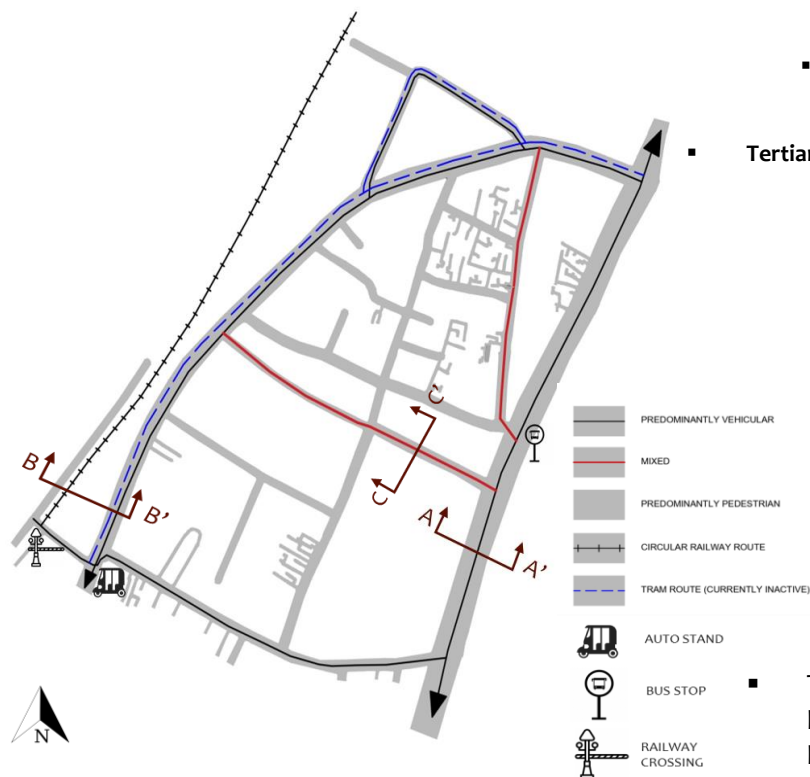 ▪
▪ Tertiar
B
B'
C'
C
A
A'
N
PREDOMINANTLY VEHICULAR
MIXED
PREDOMINANTLY PEDESTRIAN
CIRCULAR RAILWAY ROUTE
TRAM ROUTE (CURRENTLY INACTIVE)
AUTO STAND
BUS STOP
RAILWAY
CROSSING
▪